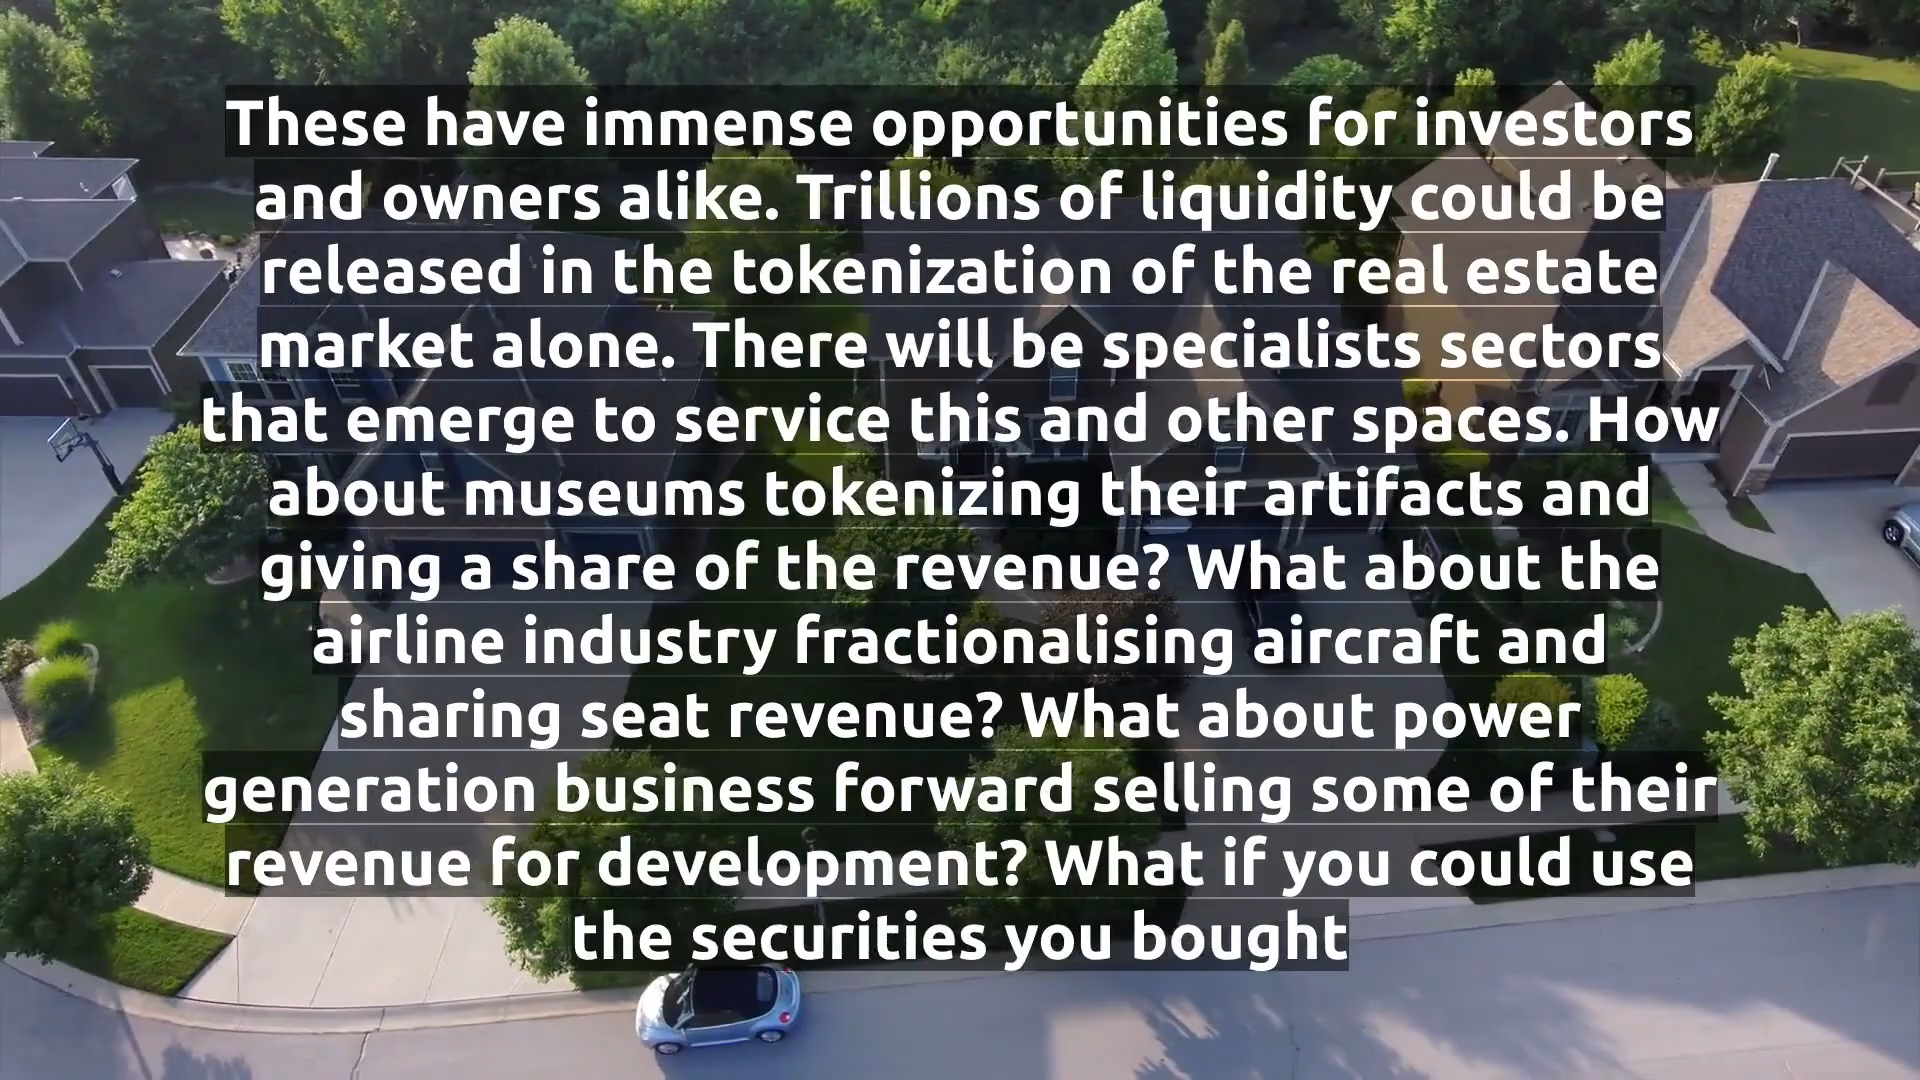 These have immense opportunities for investors
and owners alike. Trillions of liquidity could be
released in the tokenization of the real estate
market alone. There will be specialists sectors
that emerge to service this and other spaces. How
about museums tokenizing their artifacts and
giving a share of the revenue? What about the
airline industry fractionalising aircraft and
sharing seat revenue? What about power
generation business forward selling some of their
revenue for development? What if you could use
the securities you bought